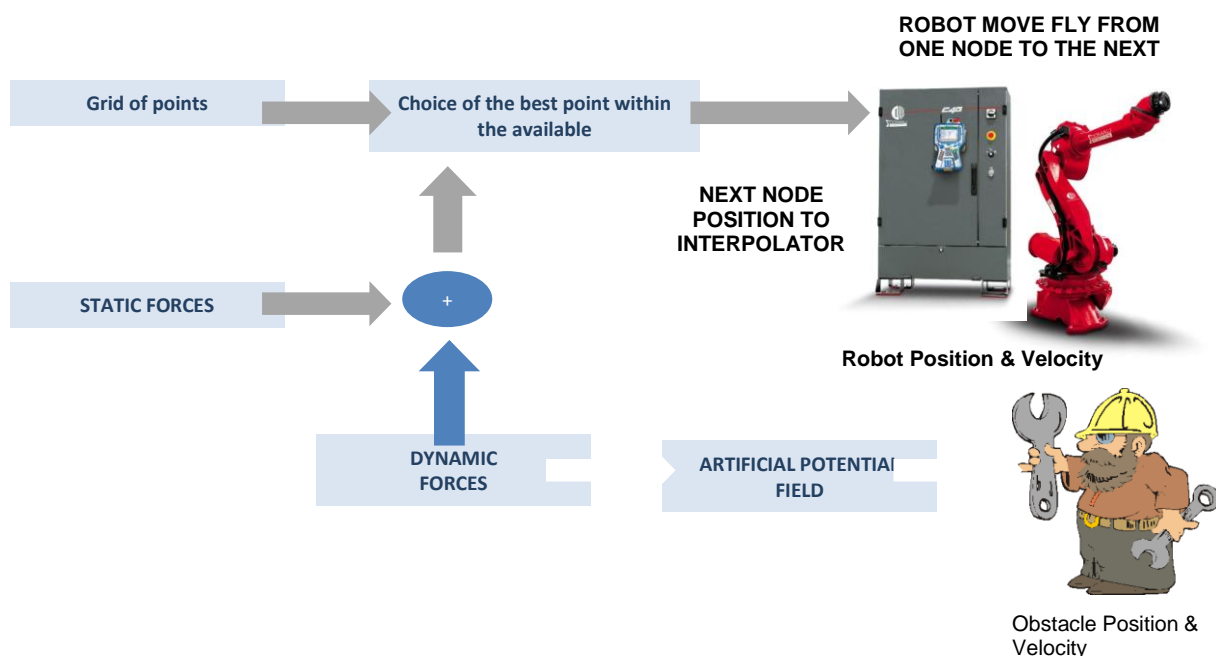 ROBOT MOVE FLY FROM
ONE NODE TO THE NEXT
Grid of points
Choice of the best point within
the available
NEXT NODE
POSITION TO
INTERPOLATOR
STATIC FORCES
+
Robot Position & Velocity
DYNAMIC
FORCES
ARTIFICIAL POTENTIAL
FIELD
Obstacle Position &
Velocity